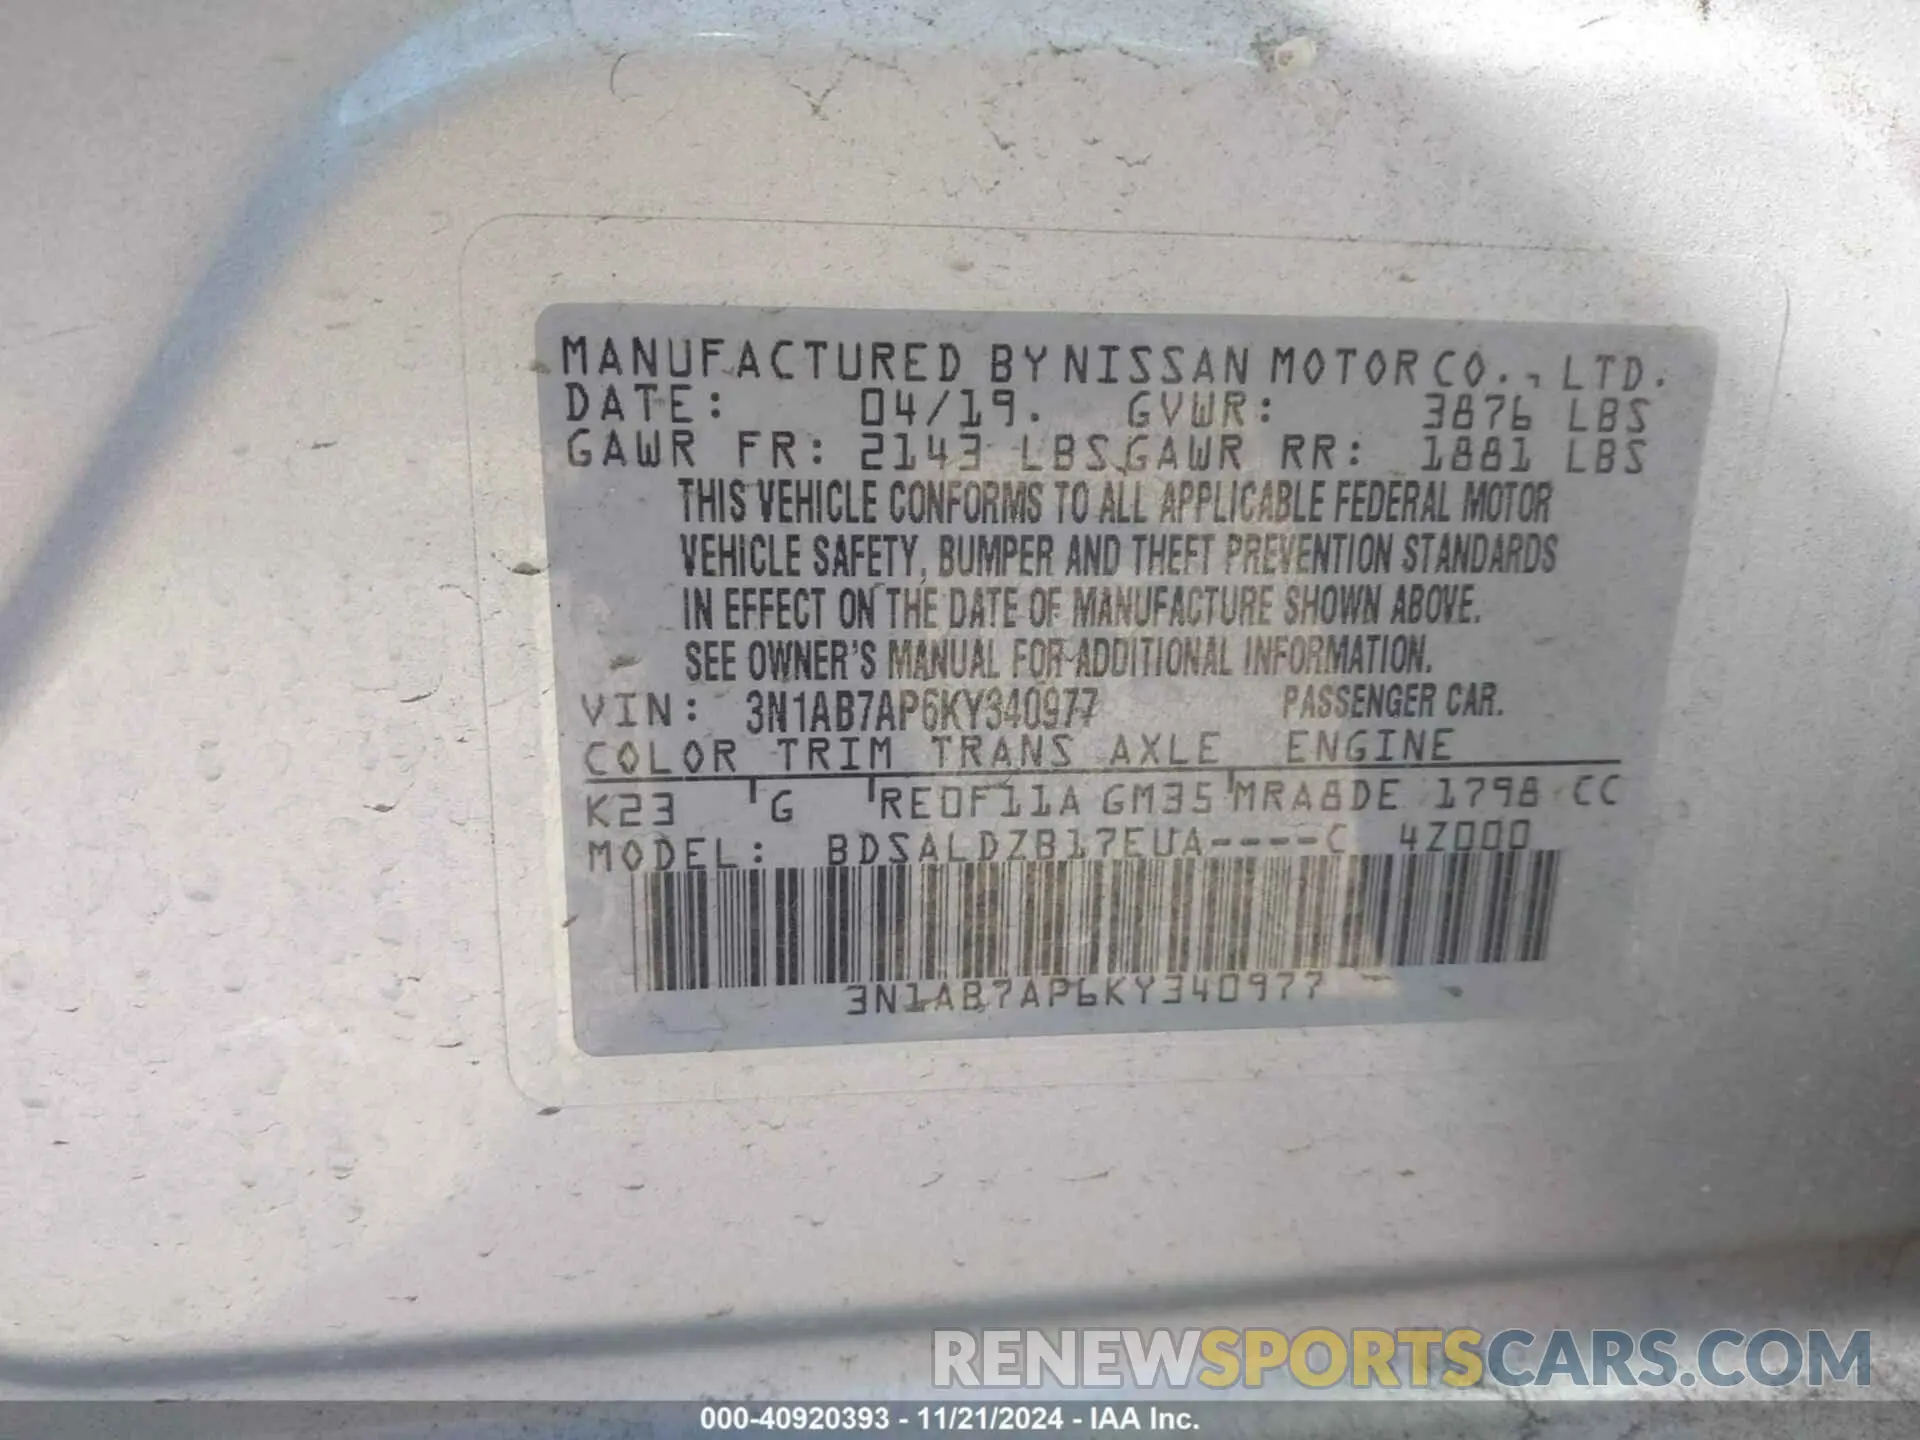 MANUFACTURED BY NISSAN MOTOR CO., LTD.
DATE: 04/19. GVWR: 3876 LBS
GAWR FR: 2143 LBS GAWR RR: 1881 LBS
THIS VEHICLE CONFORMS TO ALL APPLICABLE FEDERAL MOTOR
VEHICLE SAFETY, BUMPER AND THEFT PREVENTION STANDARDS
IN EFFECT ON THE DATE OF MANUFACTURE SHOWN ABOVE.
SEE OWNER'S MANUAL FOR ADDITIONAL INFORMATION.
VIN: 3N1AB7AP6KY340977 PASSENGER CAR.
COLOR TRIM TRANS AXLE ENGINE
K23 G RE0F11A GM35 MRA8DE 1798 CC
MODEL: BDSALDZB17EUA----C 4Z000
3N1AB7AP6KY340977
RENEWSPORTSCARS.COM
000-40920393 - 11/21/2024 - IAA Inc.